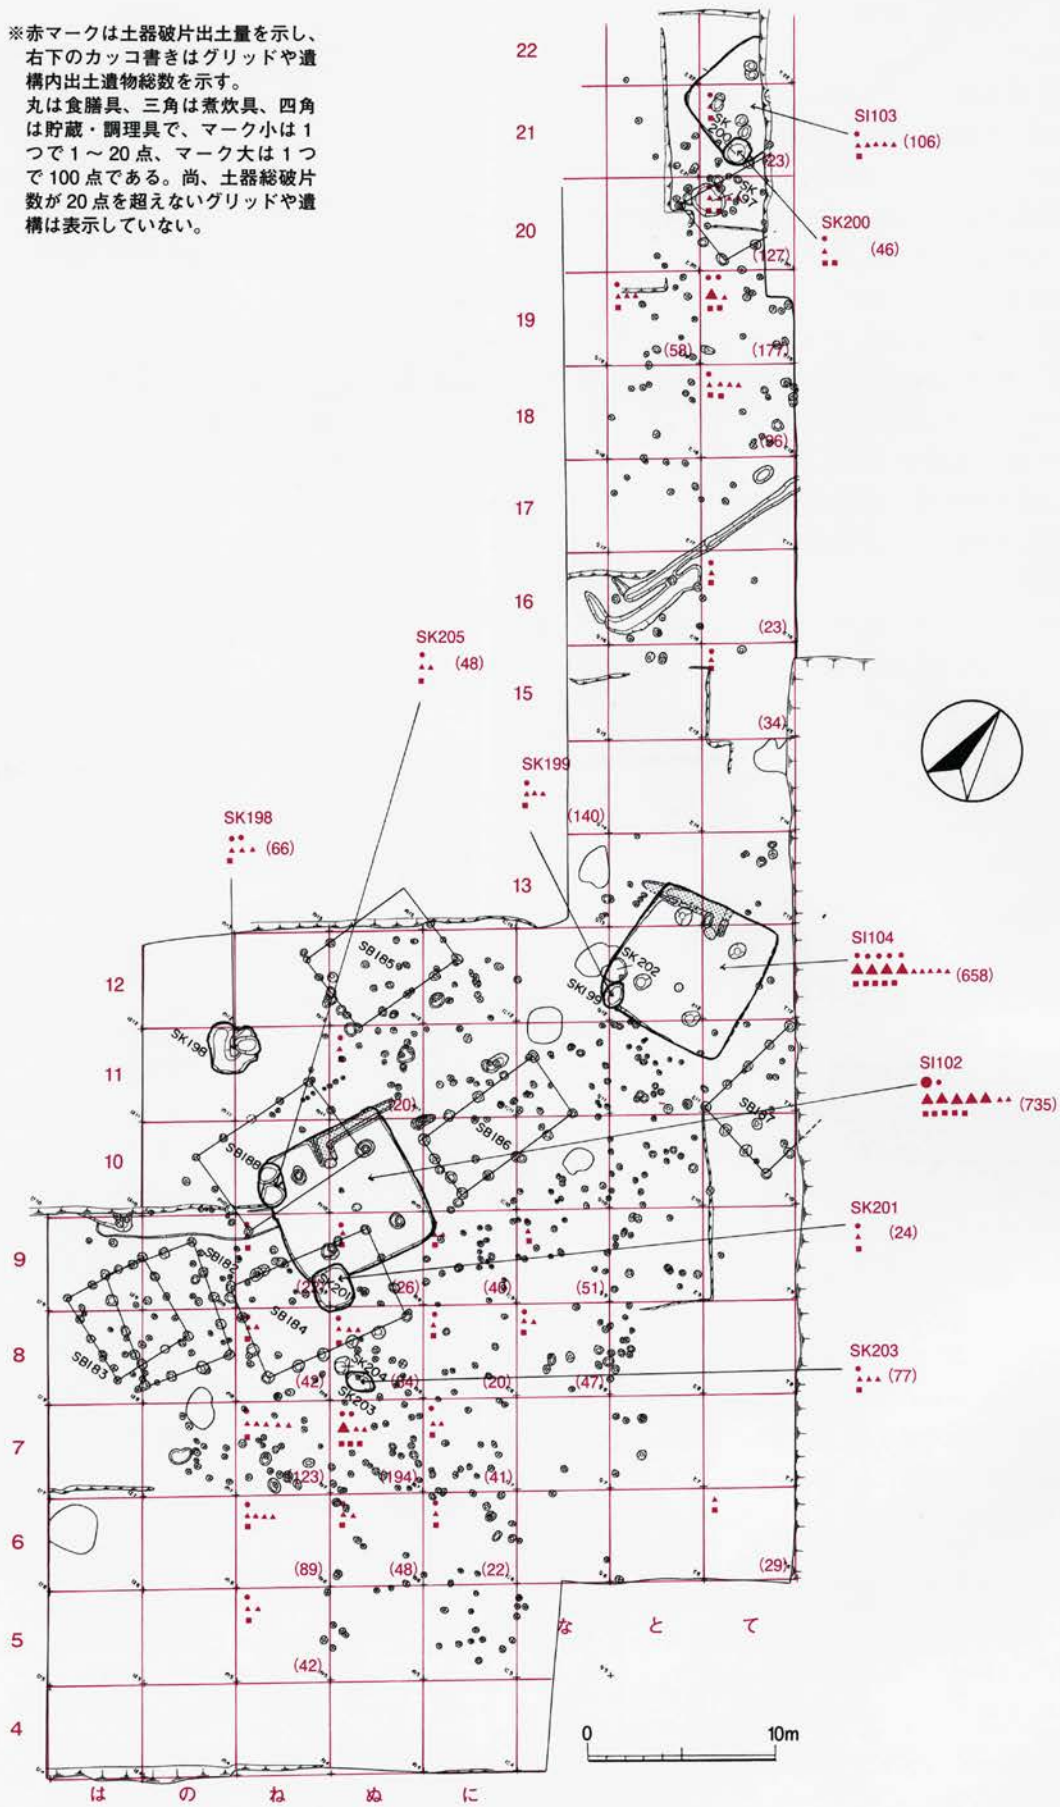 ※赤マークは土器破片出土量を示し、
右下のカッコ書きはグリッドや遺
構内出土遺物総数を示す。
丸は食膳具、三角は煮炊具、四角
は貯蔵・調理具で、マーク小は1
つで1～20点、マーク大は1つ
で100点である。尚、土器総破片
数が20点を超えないグリッドや遺
構は表示していない。
22
21
SI103
(106)
SK
200
(23)
SK
197
20
SK200
(46)
(127)
19
(58)
(177)
18
17
16
(23)
SK205
(48)
15
(34)
SK199
(140)
SK198
(66)
13
SI104
(658)
12
SB185
SK202
SK199
SK198
11
(20)
SI102
(735)
SB187
SB186
10
SB188
SK201
(24)
9
SB182
SK201
(26)
(51)
SB184
8
SB183
SK203
(77)
SK204
(42)
(20)
(47)
SK203
7
(123)
(194)
(41)
6
(89)
(48)
(22)
(29)
5
(42)
な と て
4
0 10m
は の ね ぬ に